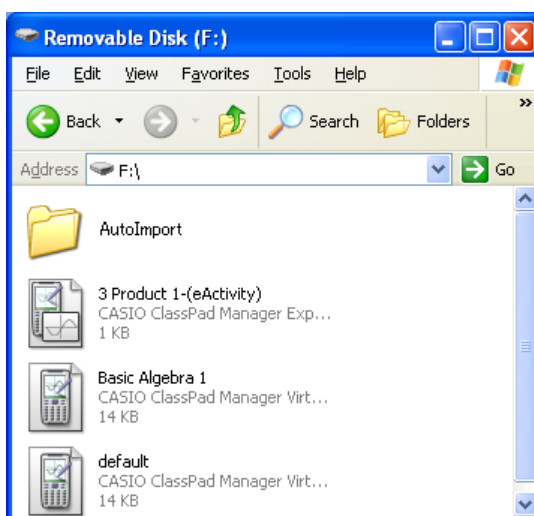 Removable Disk (F:)
File Edit View Favorites Tools Help
Back Search Folders »
Address F:\ Go
AutoImport
3 Product 1-(eActivity)
CASIO ClassPad Manager Exp...
1 KB
Basic Algebra 1
CASIO ClassPad Manager Virt...
14 KB
default
CASIO ClassPad Manager Virt...
14 KB